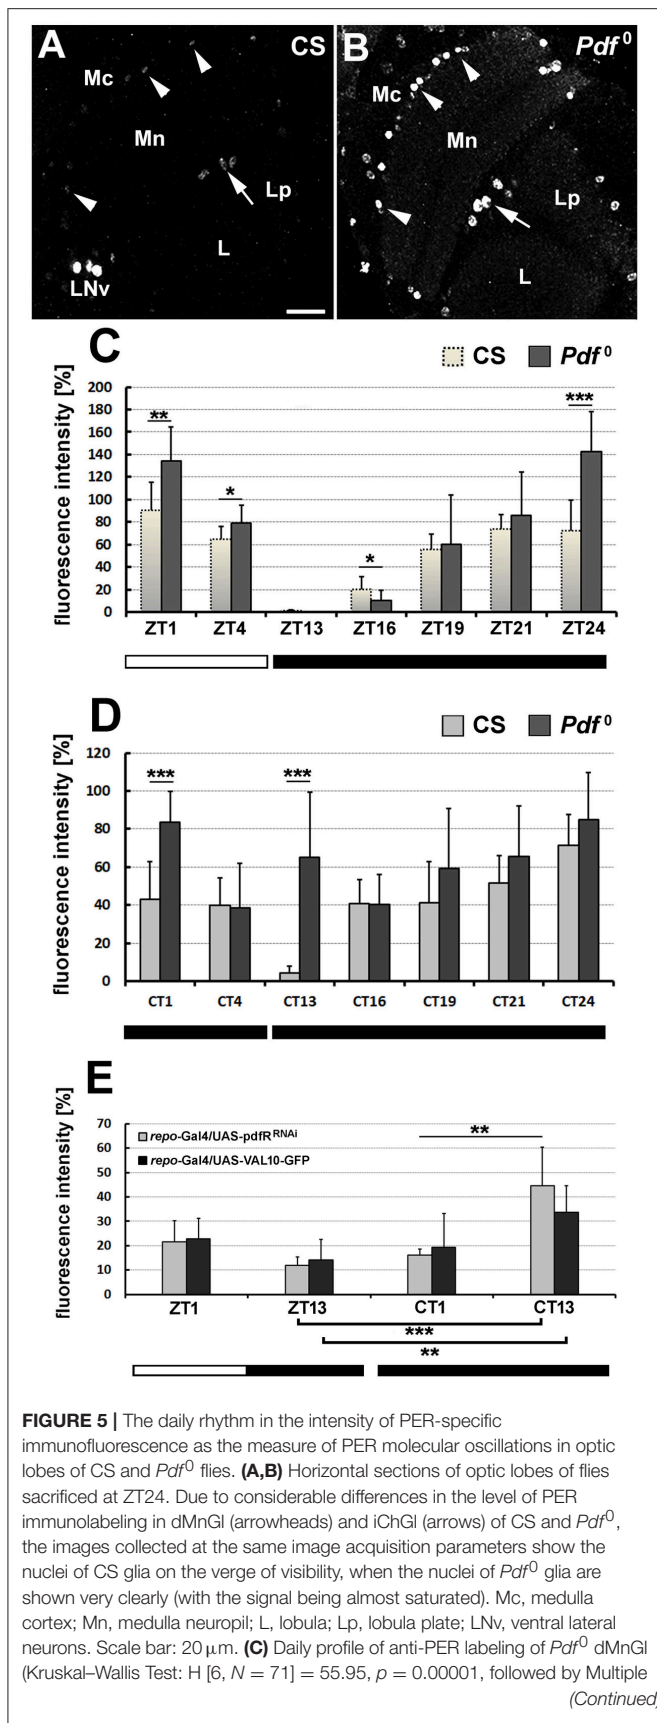 A
CS
Mc
Mn
Lp
L
LNv
B
Pdf⁰
Mc
Mn
Lp
L
C
CS
Pdf⁰
fluorescence intensity [%]
200
180
160
140
120
100
80
60
40
20
0
**
*
*
***
ZT1 ZT4 ZT13 ZT16 ZT19 ZT21 ZT24
D
CS
Pdf⁰
fluorescence intensity [%]
120
100
80
60
40
20
0
***
***
CT1 CT4 CT13 CT16 CT19 CT21 CT24
E
fluorescence intensity [%]
70
60
50
40
30
20
10
0
repo-Gal4/UAS-pdfR^RNAi
repo-Gal4/UAS-VAL10-GFP
**
ZT1 ZT13 CT1 CT13
***
**
FIGURE 5 | The daily rhythm in the intensity of PER-specific
immunofluorescence as the measure of PER molecular oscillations in optic
lobes of CS and Pdf⁰ flies. (A,B) Horizontal sections of optic lobes of flies
sacrificed at ZT24. Due to considerable differences in the level of PER
immunolabeling in dMnGl (arrowheads) and iChGl (arrows) of CS and Pdf⁰,
the images collected at the same image acquisition parameters show the
nuclei of CS glia on the verge of visibility, when the nuclei of Pdf⁰ glia are
shown very clearly (with the signal being almost saturated). Mc, medulla
cortex; Mn, medulla neuropil; L, lobula; Lp, lobula plate; LNv, ventral lateral
neurons. Scale bar: 20 μm. (C) Daily profile of anti-PER labeling of Pdf⁰ dMnGl
(Kruskal–Wallis Test: H [6, N = 71] = 55.95, p = 0.00001, followed by Multiple
(Continued)